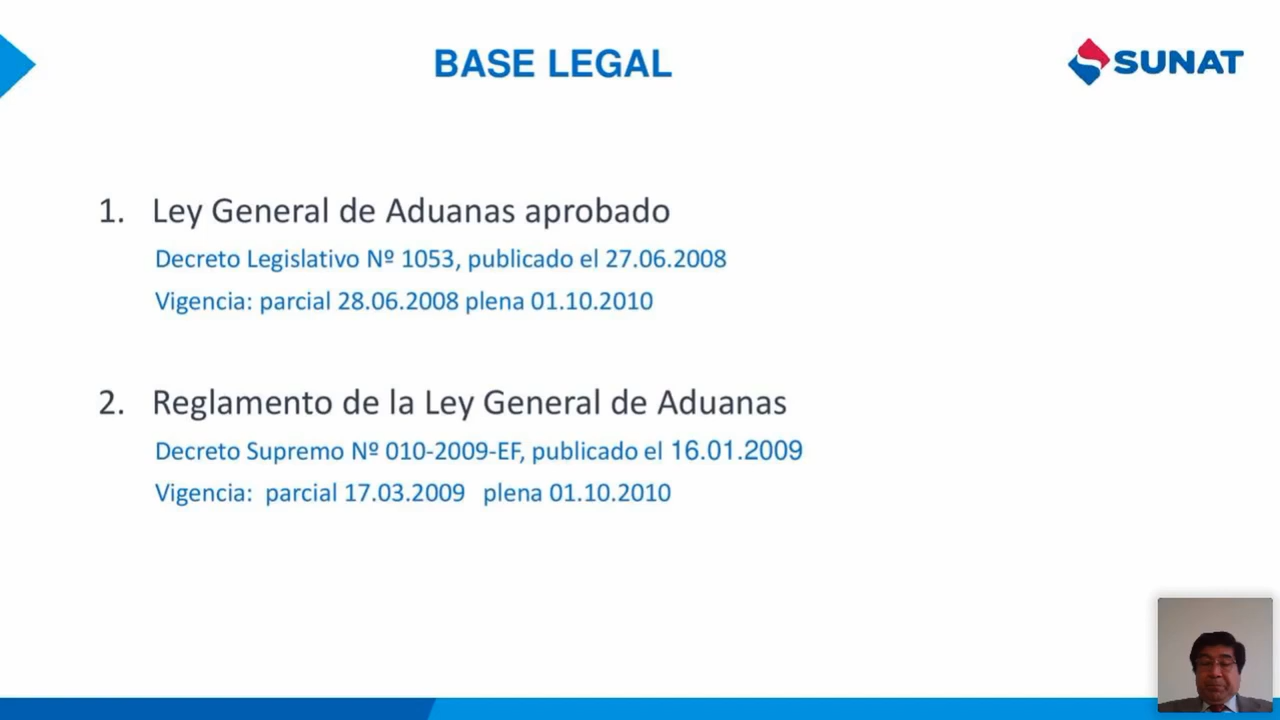 BASE LEGAL
SUNAT
1. Ley General de Aduanas aprobado
Decreto Legislativo Nº 1053, publicado el 27.06.2008
Vigencia: parcial 28.06.2008 plena 01.10.2010
2. Reglamento de la Ley General de Aduanas
Decreto Supremo Nº 010-2009-EF, publicado el 16.01.2009
Vigencia: parcial 17.03.2009 plena 01.10.2010